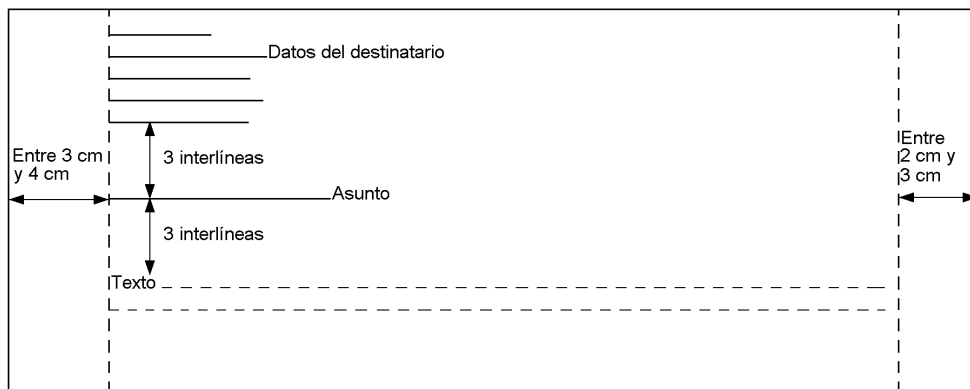 Datos del destinatario
Entre 3 cm
y 4 cm
3 interlíneas
Entre
2 cm y
3 cm
Asunto
3 interlíneas
Texto